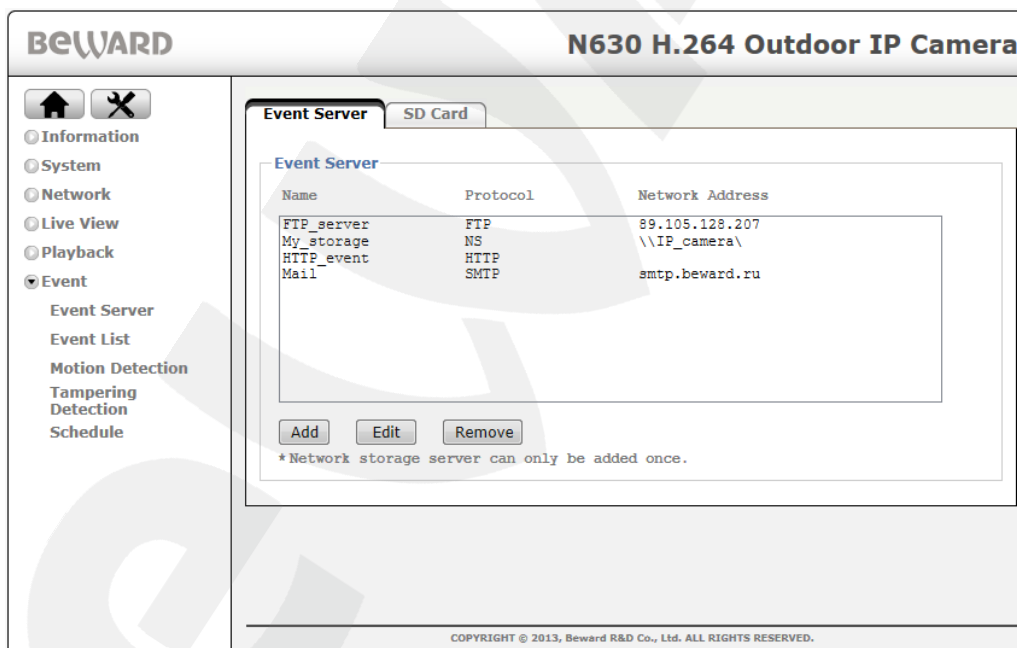 BEWARD
N630 H.264 Outdoor IP Camera
Information
System
Network
Live View
Playback
Event
Event Server
Event List
Motion Detection
Tampering
Detection
Schedule
Event Server SD Card
Event Server
Name Protocol Network Address
FTP_server FTP 89.105.128.207
My_storage NS \\IP_camera\
HTTP_event HTTP
Mail SMTP smtp.beward.ru
Add Edit Remove
*Network storage server can only be added once.
COPYRIGHT © 2013, Beward R&D Co., Ltd. ALL RIGHTS RESERVED.